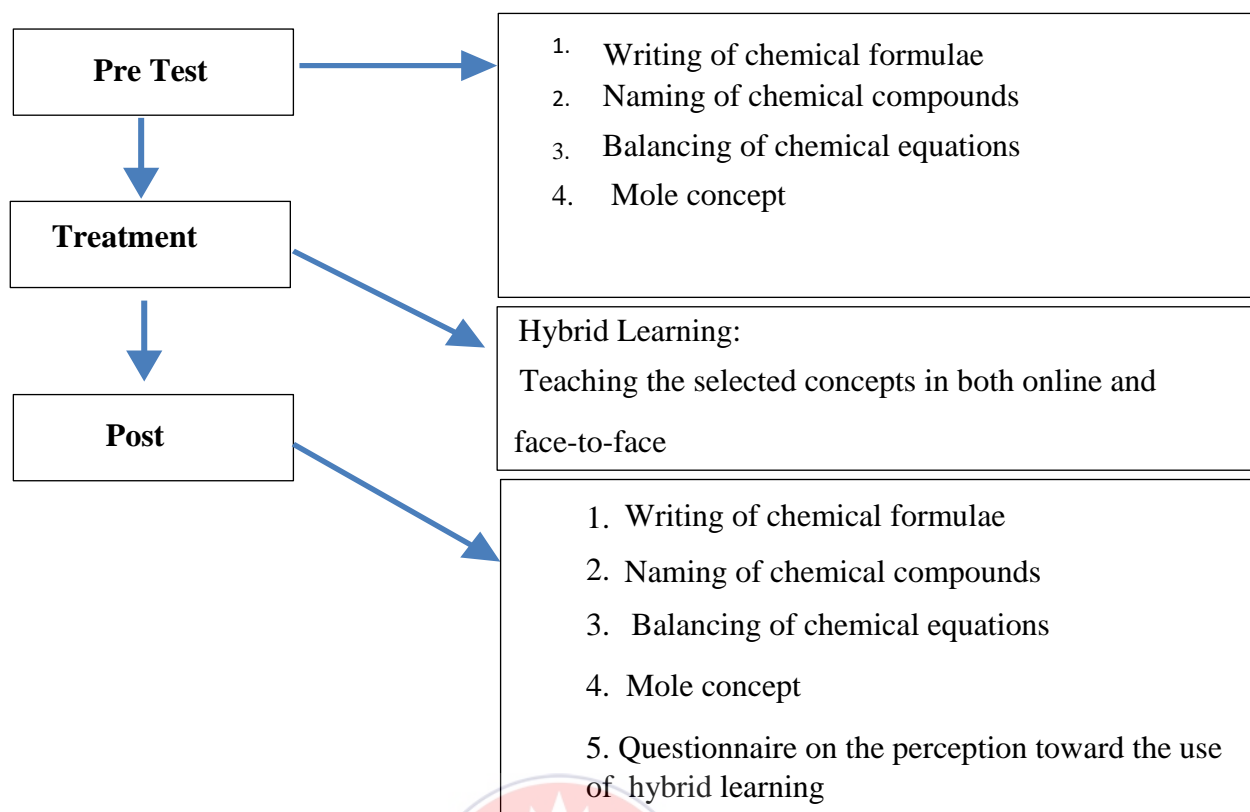 Pre Test
1. Writing of chemical formulae
2. Naming of chemical compounds
3. Balancing of chemical equations
4. Mole concept
Treatment
Hybrid Learning:
Teaching the selected concepts in both online and
face-to-face
Post
1. Writing of chemical formulae
2. Naming of chemical compounds
3. Balancing of chemical equations
4. Mole concept
5. Questionnaire on the perception toward the use
of hybrid learning